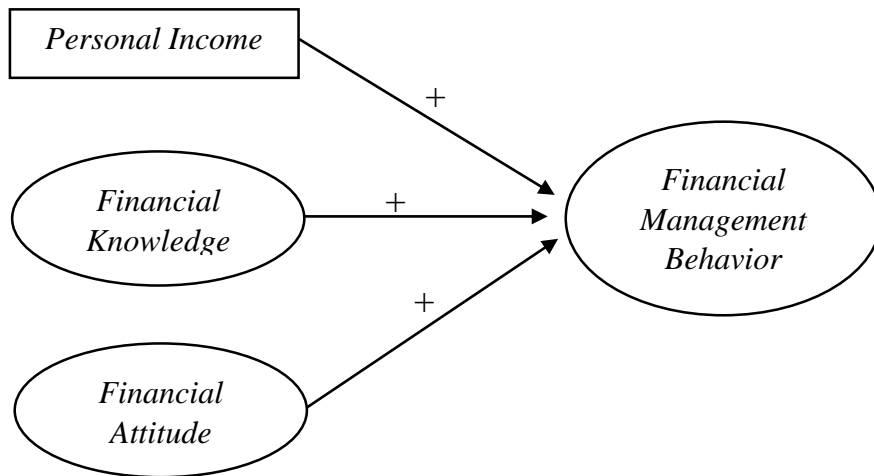 Personal Income
+
Financial
Knowledge
+
Financial
Management
Behavior
+
Financial
Attitude